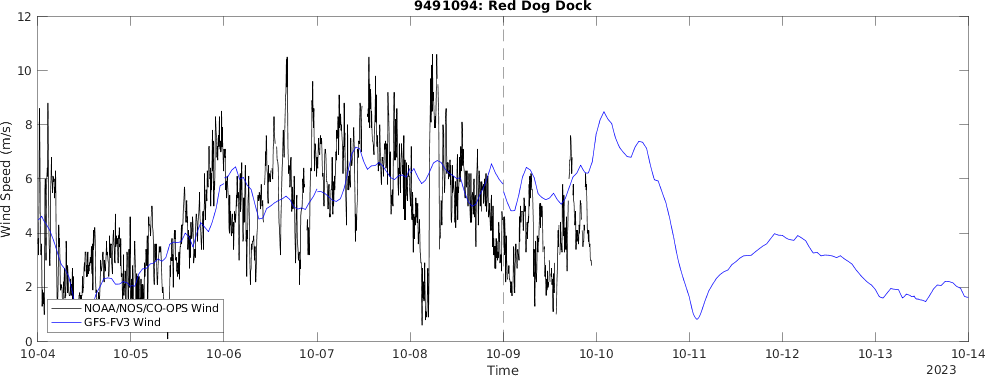 9491094: Red Dog Dock
Wind Speed (m/s)
12
10
8
6
4
2
0
NOAA/NOS/CO-OPS Wind
GFS-FV3 Wind
10-04 10-05 10-06 10-07 10-08 10-09 10-10 10-11 10-12 10-13 10-14
Time
2023